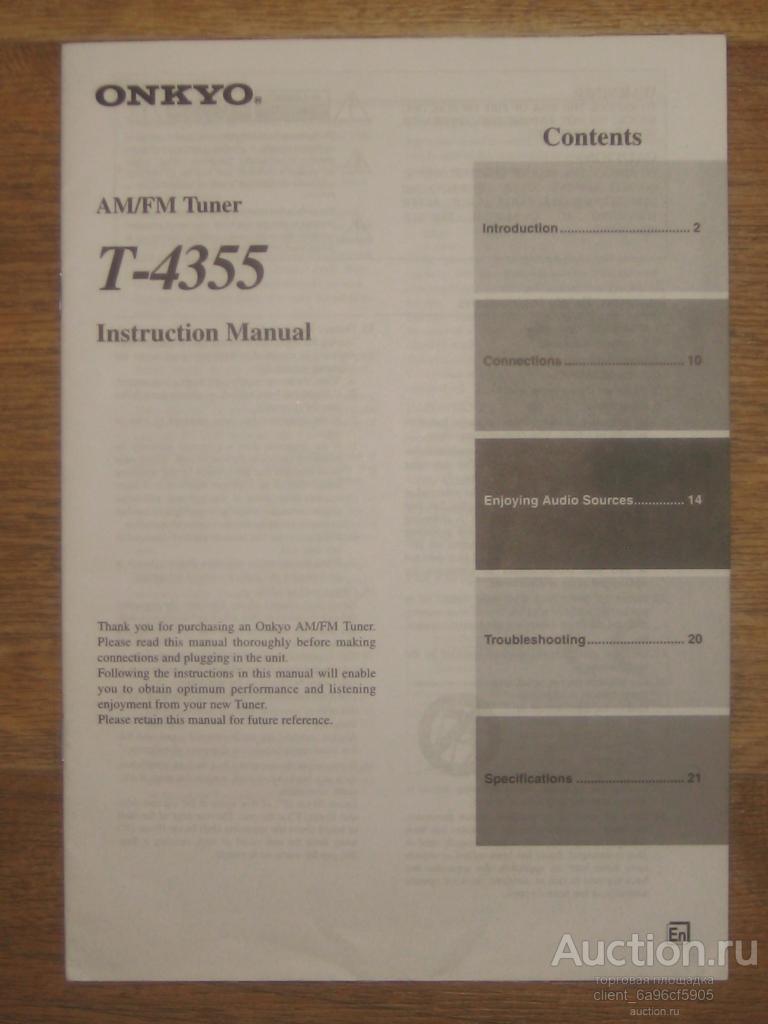 ONKYO®
AM/FM Tuner
T-4355
Instruction Manual
Thank you for purchasing an Onkyo AM/FM Tuner.
Please read this manual thoroughly before making
connections and plugging in the unit.
Following the instructions in this manual will enable
you to obtain optimum performance and listening
enjoyment from your new Tuner.
Please retain this manual for future reference.
Contents
Introduction.................................... 2
Connections................................. 10
Enjoying Audio Sources.............. 14
Troubleshooting........................... 20
Specifications .............................. 21
En
Auction.ru
торговая площадка
client_6a96cf5905
auction.ru